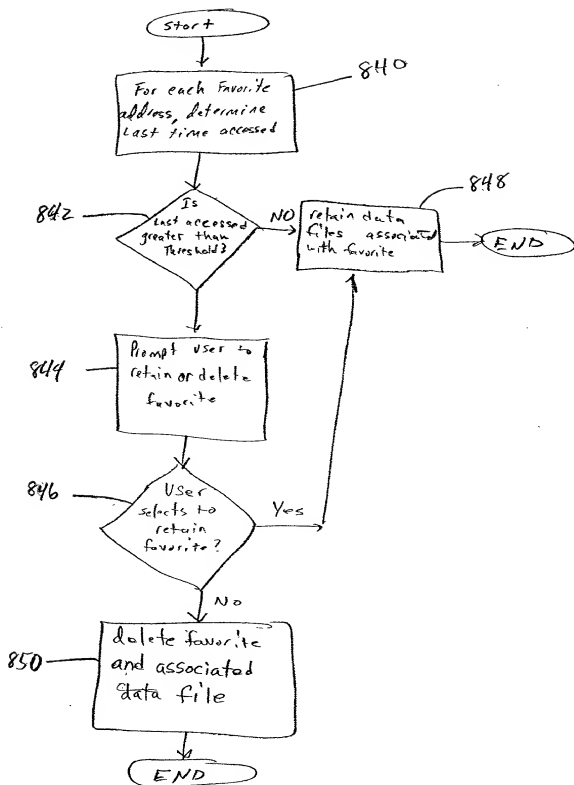 start
840
For each Favorite
address, determine
Last time accessed
842
Is
Last accessed
greater than
Threshold?
NO
848
retain data
files associated
with favorite
END
844
Prompt user to
retain or delete
favorite
846
User
selects to
retain
favorite?
Yes
No
850
delete favorite
and associated
data file
END